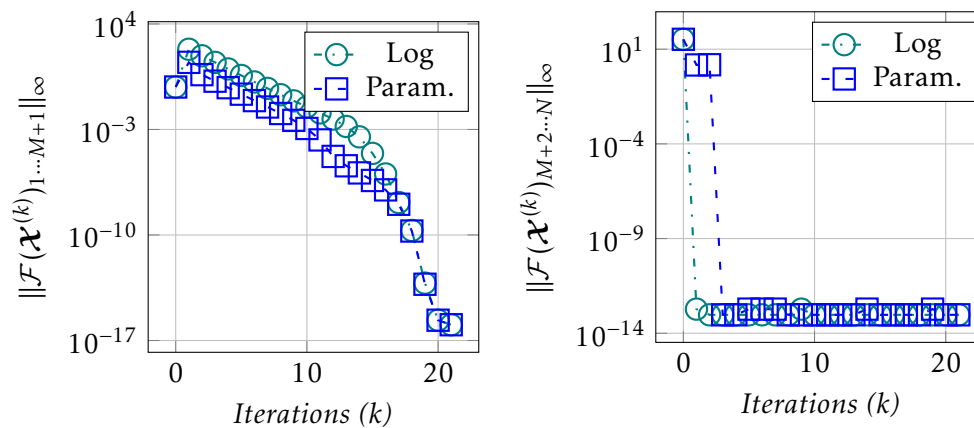 10^4
10^−3
10^−10
10^−17
‖𝓕(𝓧^(k))_{1⋯M+1}‖_∞
Log
Param.
0 10 20
Iterations (k)
10^1
10^−4
10^−9
10^−14
‖𝓕(𝓧^(k))_{M+2⋯N}‖_∞
Log
Param.
0 10 20
Iterations (k)